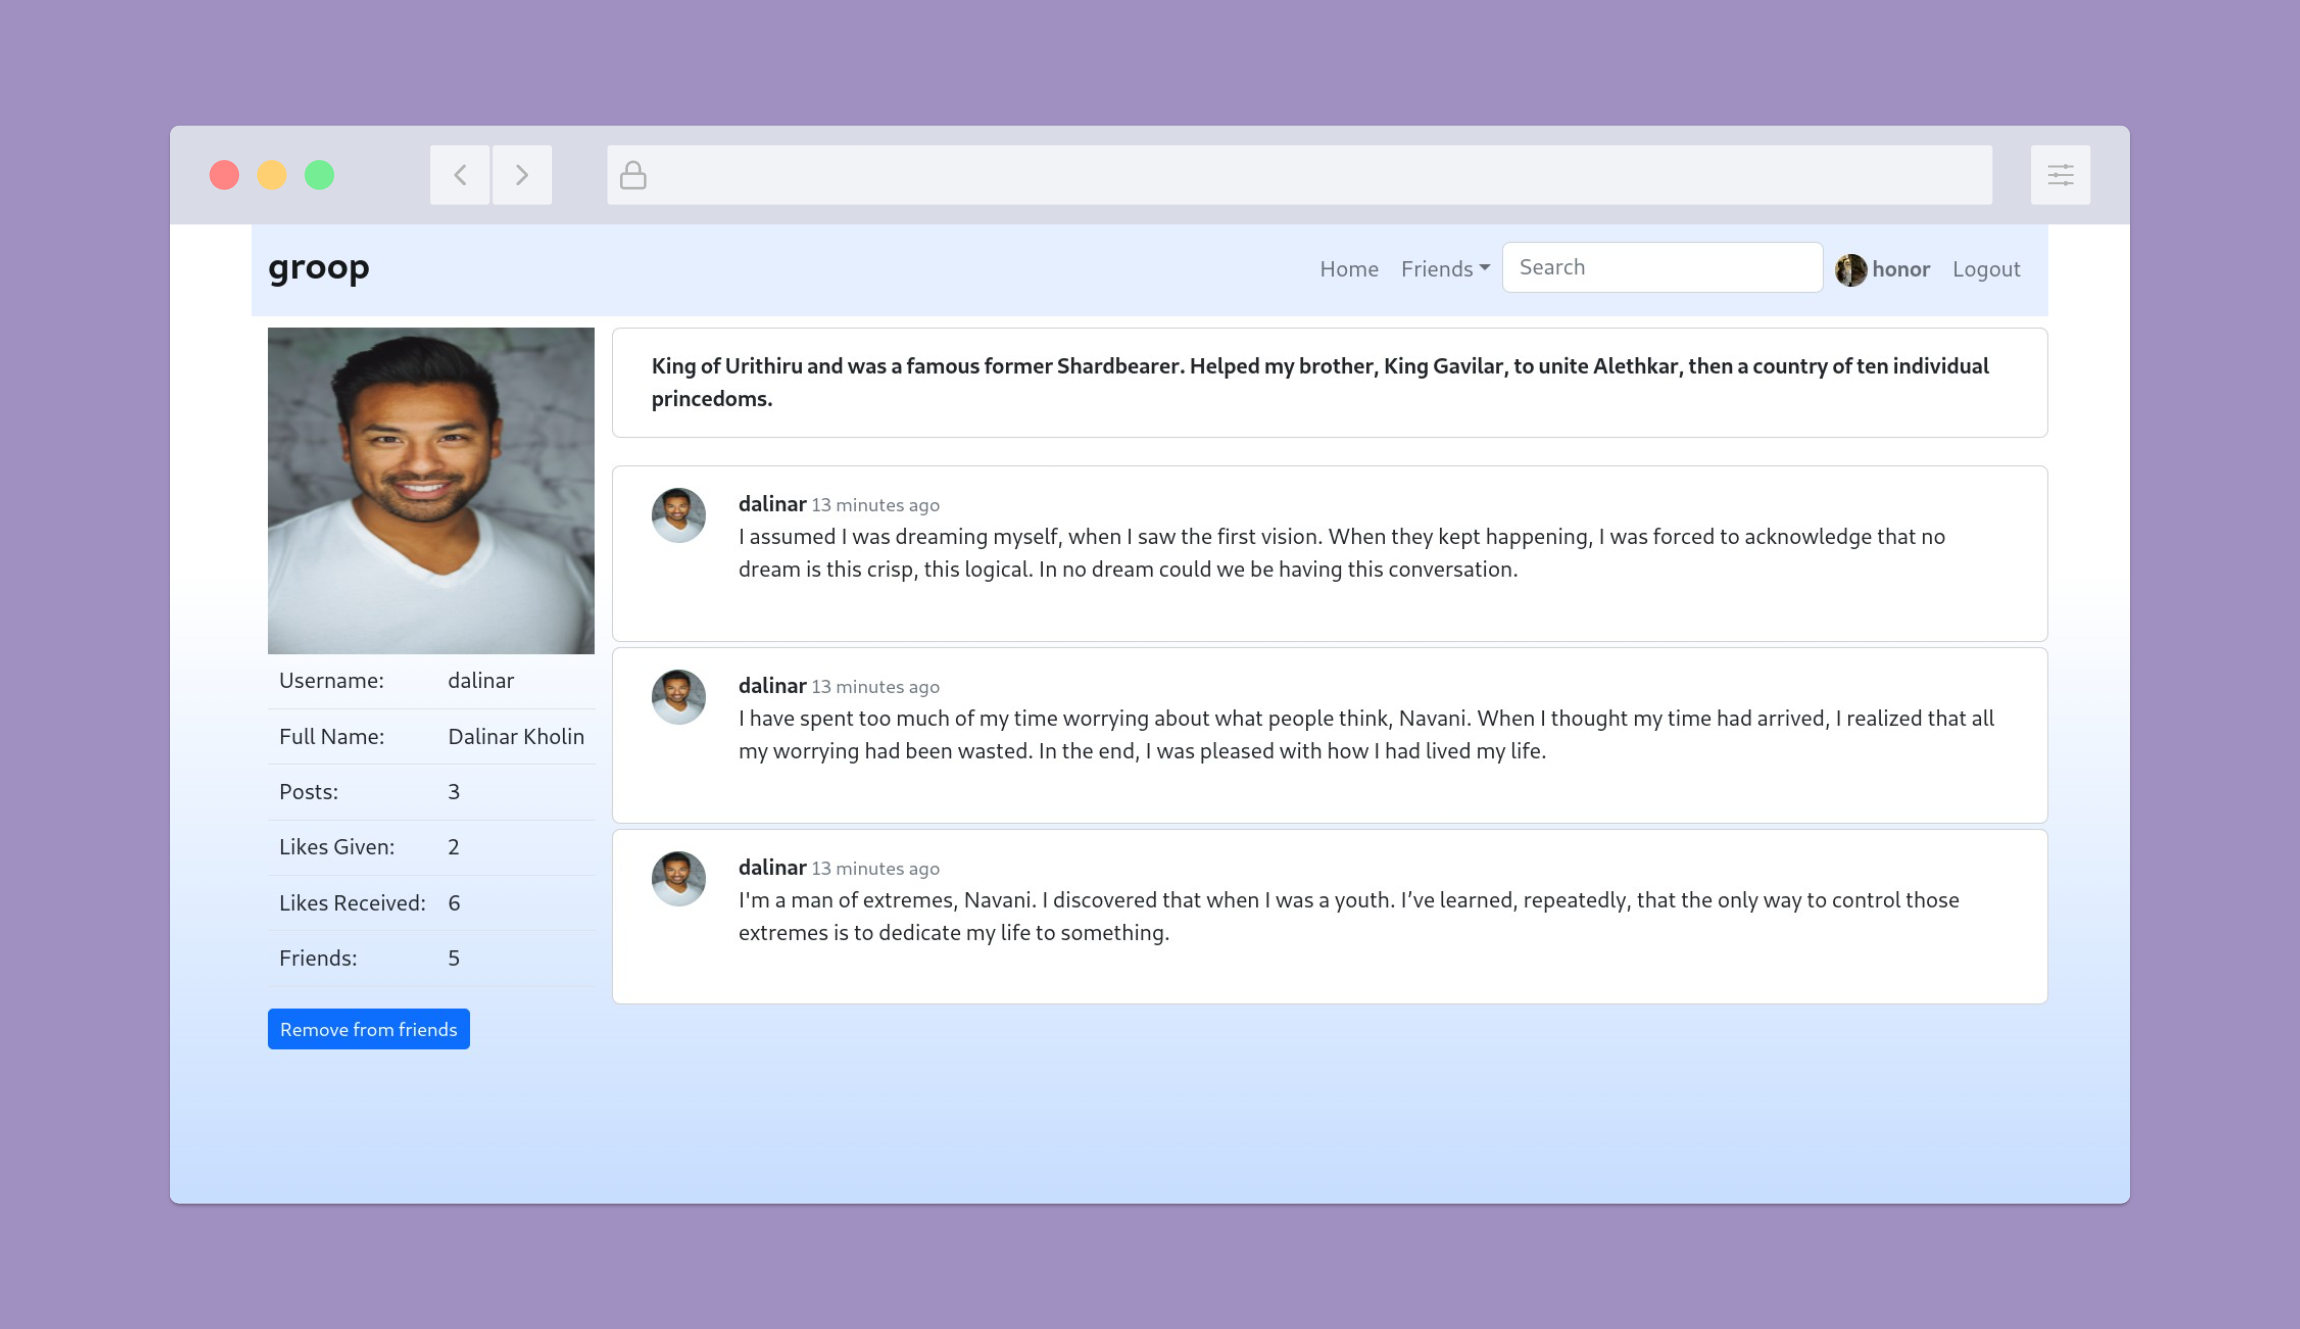 groop
Home Friends Search honor Logout
King of Urithiru and was a famous former Shardbearer. Helped my brother, King Gavilar, to unite Alethkar, then a country of ten individual
princedoms.
Username: dalinar
Full Name: Dalinar Kholin
Posts: 3
Likes Given: 2
Likes Received: 6
Friends: 5
Remove from friends
dalinar 13 minutes ago
I assumed I was dreaming myself, when I saw the first vision. When they kept happening, I was forced to acknowledge that no
dream is this crisp, this logical. In no dream could we be having this conversation.
dalinar 13 minutes ago
I have spent too much of my time worrying about what people think, Navani. When I thought my time had arrived, I realized that all
my worrying had been wasted. In the end, I was pleased with how I had lived my life.
dalinar 13 minutes ago
I'm a man of extremes, Navani. I discovered that when I was a youth. I’ve learned, repeatedly, that the only way to control those
extremes is to dedicate my life to something.